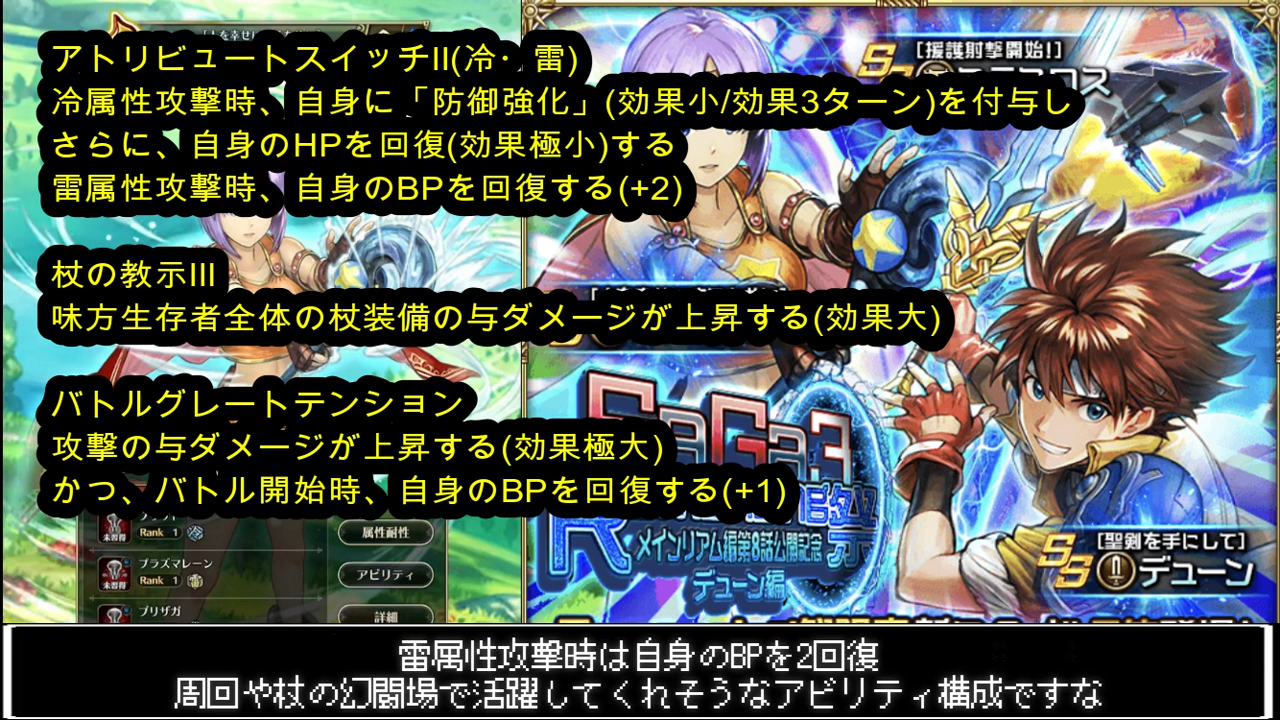 アトリビュートスイッチII(冷・雷)
冷属性攻撃時、自身に「防御強化」(効果小/効果3ターン)を付与し
さらに、自身のHPを回復(効果極小)する
雷属性攻撃時、自身のBPを回復する(+2)
杖の教示III
味方生存者全体の杖装備の与ダメージが上昇する(効果大)
バトルグレートテンション
攻撃の与ダメージが上昇する(効果極大)
かつ、バトル開始時、自身のBPを回復する(+1)
[援護射撃開始!]
SaGa3
メインリアム編第8話公開記念
デューン編
祭
SS [聖剣を手にして]
デューン
未習得 Rank 1
属性耐性
プラズマレーン
未習得 Rank 1
アビリティ
ブリザガ
詳細
雷属性攻撃時は自身のBPを2回復
周回や杖の幻闘場で活躍してくれそうなアビリティ構成ですな